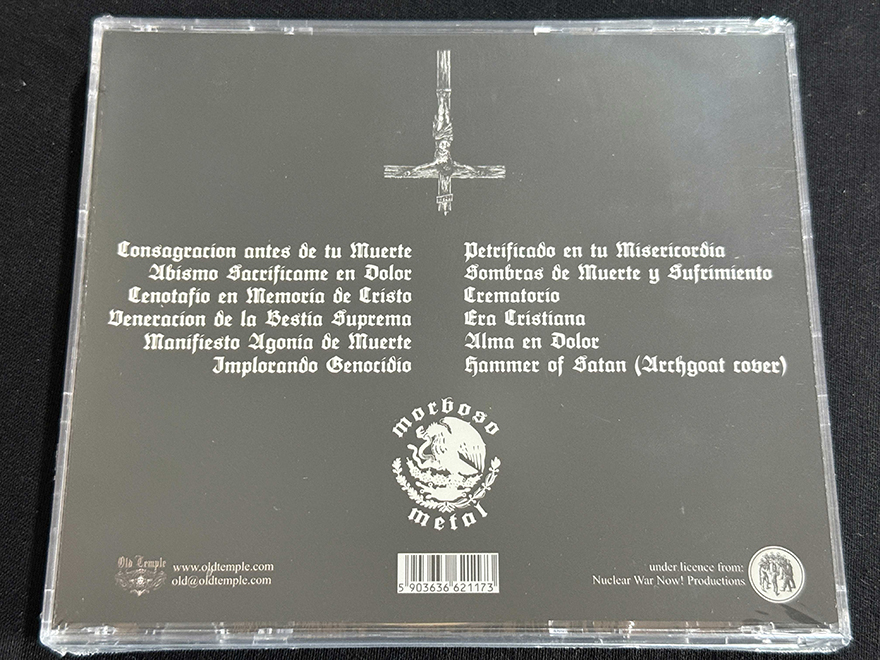 Consagracion antes de tu Muerte
Abismo Sacrificame en Dolor
Cenotafio en Memoria de Cristo
Veneracion de la Bestia Suprema
Manifiesto Agonia de Muerte
Implorando Genocidio
Petrificado en tu Misericordia
Sombras de Muerte y Sufrimiento
Crematorio
Era Cristiana
Alma en Dolor
Hammer of Satan (Archgoat cover)
morboso
metal
Old Temple
www.oldtemple.com
old@oldtemple.com
5 903636 621173
under licence from:
Nuclear War Now! Productions